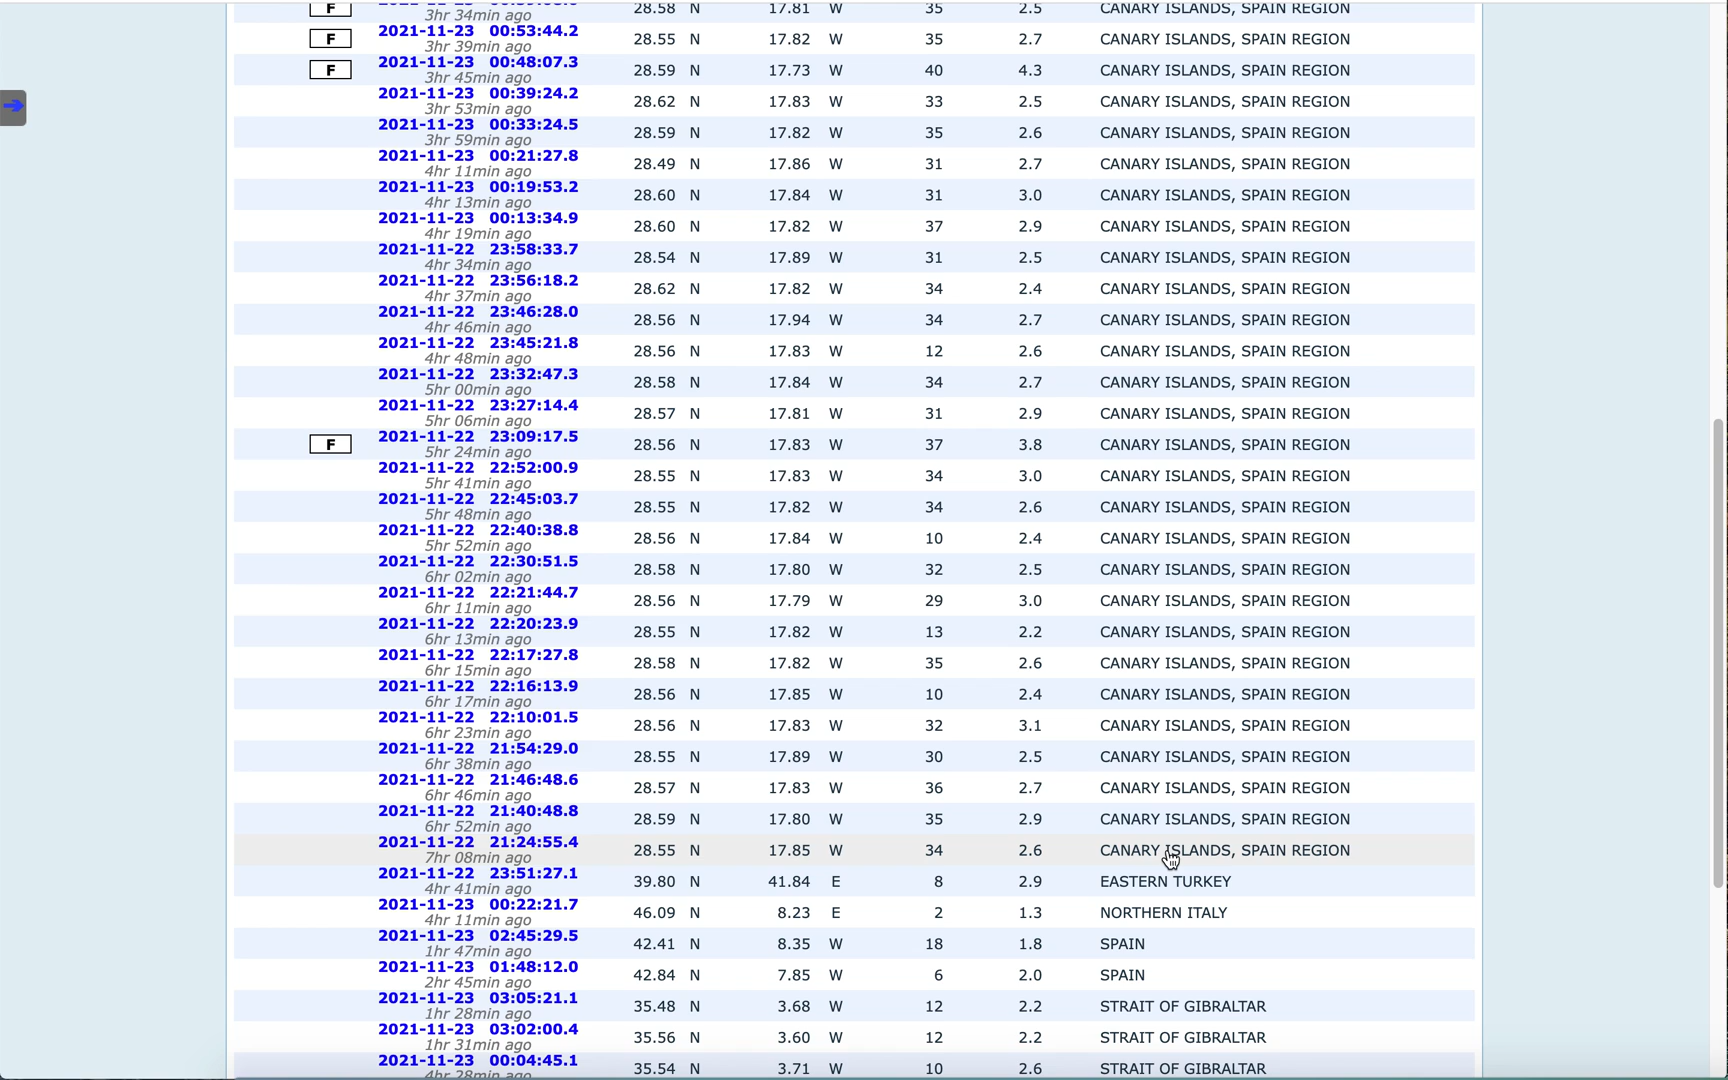 3hr 34min ago 28.58 17.81 W 35 2.5 CANARY ISLANDS, SPAIN REGION
F 2021-11-23 00:53:44.2 28.55 N 17.82 W 35 2.7 CANARY ISLANDS, SPAIN REGION
3hr 39min ago
F 2021-11-23 00:48:07.3 28.59 N 17.73 W 40 4.3 CANARY ISLANDS, SPAIN REGION
3hr 45min ago
2021-11-23 00:39:24.2 28.62 N 17.83 W 33 2.5 CANARY ISLANDS, SPAIN REGION
3hr 53min ago
2021-11-23 00:33:24.5 28.59 N 17.82 W 35 2.6 CANARY ISLANDS, SPAIN REGION
3hr 59min ago
2021-11-23 00:21:27.8 28.49 N 17.86 W 31 2.7 CANARY ISLANDS, SPAIN REGION
4hr 11min ago
2021-11-23 00:19:53.2 28.60 N 17.84 W 31 3.0 CANARY ISLANDS, SPAIN REGION
4hr 13min ago
2021-11-23 00:13:34.9 28.60 N 17.82 W 37 2.9 CANARY ISLANDS, SPAIN REGION
4hr 19min ago
2021-11-22 23:58:33.7 28.54 N 17.89 W 31 2.5 CANARY ISLANDS, SPAIN REGION
4hr 34min ago
2021-11-22 23:56:18.2 28.62 N 17.82 W 34 2.4 CANARY ISLANDS, SPAIN REGION
4hr 37min ago
2021-11-22 23:46:28.0 28.56 N 17.94 W 34 2.7 CANARY ISLANDS, SPAIN REGION
4hr 46min ago
2021-11-22 23:45:21.8 28.56 N 17.83 W 12 2.6 CANARY ISLANDS, SPAIN REGION
4hr 48min ago
2021-11-22 23:32:47.3 28.58 N 17.84 W 34 2.7 CANARY ISLANDS, SPAIN REGION
5hr 00min ago
2021-11-22 23:27:14.4 28.57 N 17.81 W 31 2.9 CANARY ISLANDS, SPAIN REGION
5hr 06min ago
F 2021-11-22 23:09:17.5 28.56 N 17.83 W 37 3.8 CANARY ISLANDS, SPAIN REGION
5hr 24min ago
2021-11-22 22:52:00.9 28.55 N 17.83 W 34 3.0 CANARY ISLANDS, SPAIN REGION
5hr 41min ago
2021-11-22 22:45:03.7 28.55 N 17.82 W 34 2.6 CANARY ISLANDS, SPAIN REGION
5hr 48min ago
2021-11-22 22:40:38.8 28.56 N 17.84 W 10 2.4 CANARY ISLANDS, SPAIN REGION
5hr 52min ago
2021-11-22 22:30:51.5 28.58 N 17.80 W 32 2.5 CANARY ISLANDS, SPAIN REGION
6hr 02min ago
2021-11-22 22:21:44.7 28.56 N 17.79 W 29 3.0 CANARY ISLANDS, SPAIN REGION
6hr 11min ago
2021-11-22 22:20:23.9 28.55 N 17.82 W 13 2.2 CANARY ISLANDS, SPAIN REGION
6hr 13min ago
2021-11-22 22:17:27.8 28.58 N 17.82 W 35 2.6 CANARY ISLANDS, SPAIN REGION
6hr 15min ago
2021-11-22 22:16:13.9 28.56 N 17.85 W 10 2.4 CANARY ISLANDS, SPAIN REGION
6hr 17min ago
2021-11-22 22:10:01.5 28.56 N 17.83 W 32 3.1 CANARY ISLANDS, SPAIN REGION
6hr 23min ago
2021-11-22 21:54:29.0 28.55 N 17.89 W 30 2.5 CANARY ISLANDS, SPAIN REGION
6hr 38min ago
2021-11-22 21:46:48.6 28.57 N 17.83 W 36 2.7 CANARY ISLANDS, SPAIN REGION
6hr 46min ago
2021-11-22 21:40:48.8 28.59 N 17.80 W 35 2.9 CANARY ISLANDS, SPAIN REGION
6hr 52min ago
2021-11-22 21:24:55.4 28.55 N 17.85 W 34 2.6 CANARY ISLANDS, SPAIN REGION
7hr 08min ago
2021-11-22 23:51:27.1 39.80 N 41.84 E 8 2.9 EASTERN TURKEY
4hr 41min ago
2021-11-23 00:22:21.7 46.09 N 8.23 E 2 1.3 NORTHERN ITALY
4hr 11min ago
2021-11-23 02:45:29.5 42.41 N 8.35 W 18 1.8 SPAIN
1hr 47min ago
2021-11-23 01:48:12.0 42.84 N 7.85 W 6 2.0 SPAIN
2hr 45min ago
2021-11-23 03:05:21.1 35.48 N 3.68 W 12 2.2 STRAIT OF GIBRALTAR
1hr 28min ago
2021-11-23 03:02:00.4 35.56 N 3.60 W 12 2.2 STRAIT OF GIBRALTAR
1hr 31min ago
2021-11-23 00:04:45.1 35.54 N 3.71 W 10 2.6 STRAIT OF GIBRALTAR
4hr 28min ago